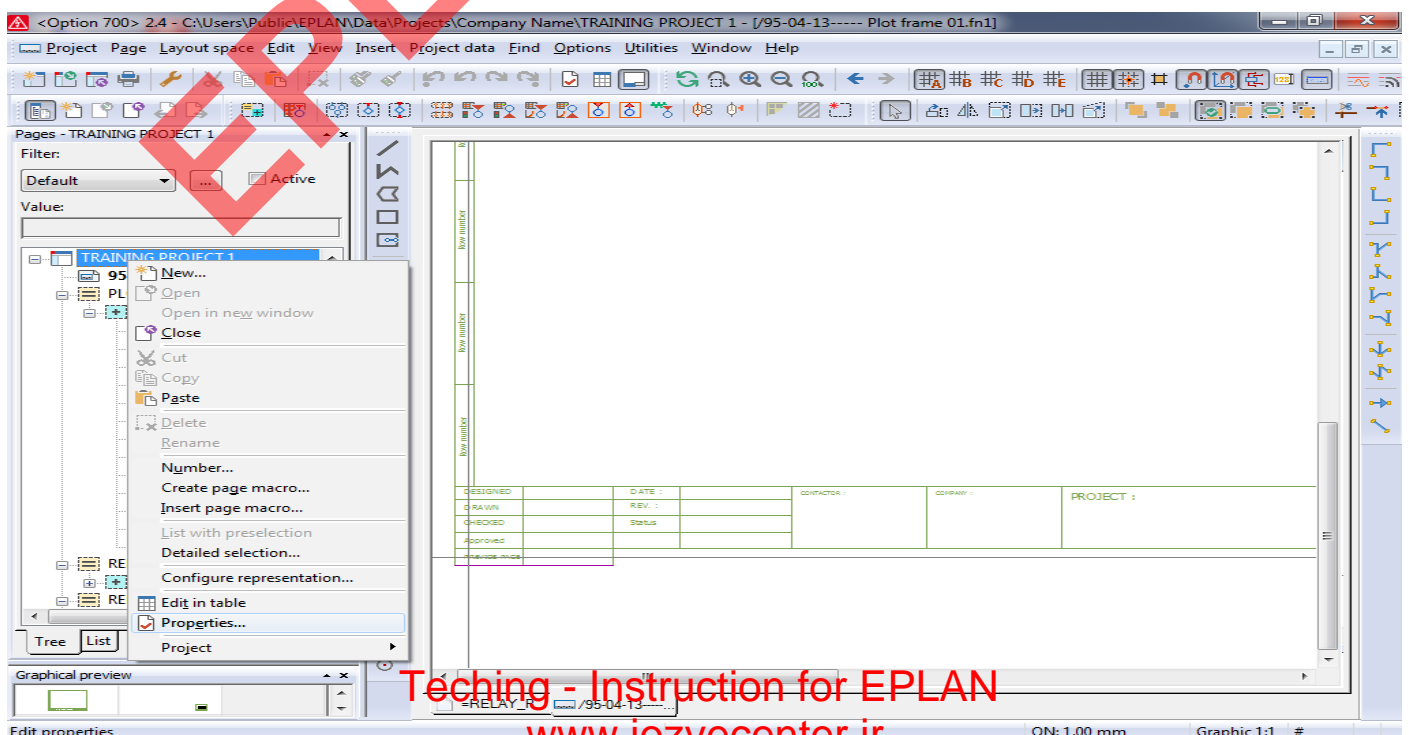 <Option 700> 2.4 - C:\Users\Public\EPLAN\Data\Projects\Company Name\TRAINING PROJECT 1 - [/95-04-13----- Plot frame 01.fn1]
Project Page Layout space Edit View Insert Project data Find Options Utilities Window Help
Pages - TRAINING PROJECT 1
Filter:
Default
...
Active
Value:
TRAINING PROJECT 1
95
PL
RE
RE
New...
Open
Open in new window
Close
Cut
Copy
Paste
Delete
Rename
Number...
Create page macro...
Insert page macro...
List with preselection
Detailed selection...
Configure representation...
Edit in table
Properties...
Project
Tree
List
Graphical preview
Row number
Row number
Row number
DESIGNED
DATE :
CONTACTOR :
COMPANY :
PROJECT :
DRAWN
REV. :
CHECKED
Status
Approved
=RELAY_R
/95-04-13-----...
Teching - Instruction for EPLAN
www.jozvecenter.ir
Edit properties
ON: 1.00 mm
Graphic 1:1
#